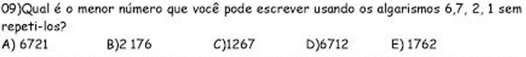 09)Qual é o menor número que você pode escrever usando os algarismos 6,7, 2, 1 sem
repeti-los?
A) 6721 B)2 176 C)1267 D)6712 E) 1762